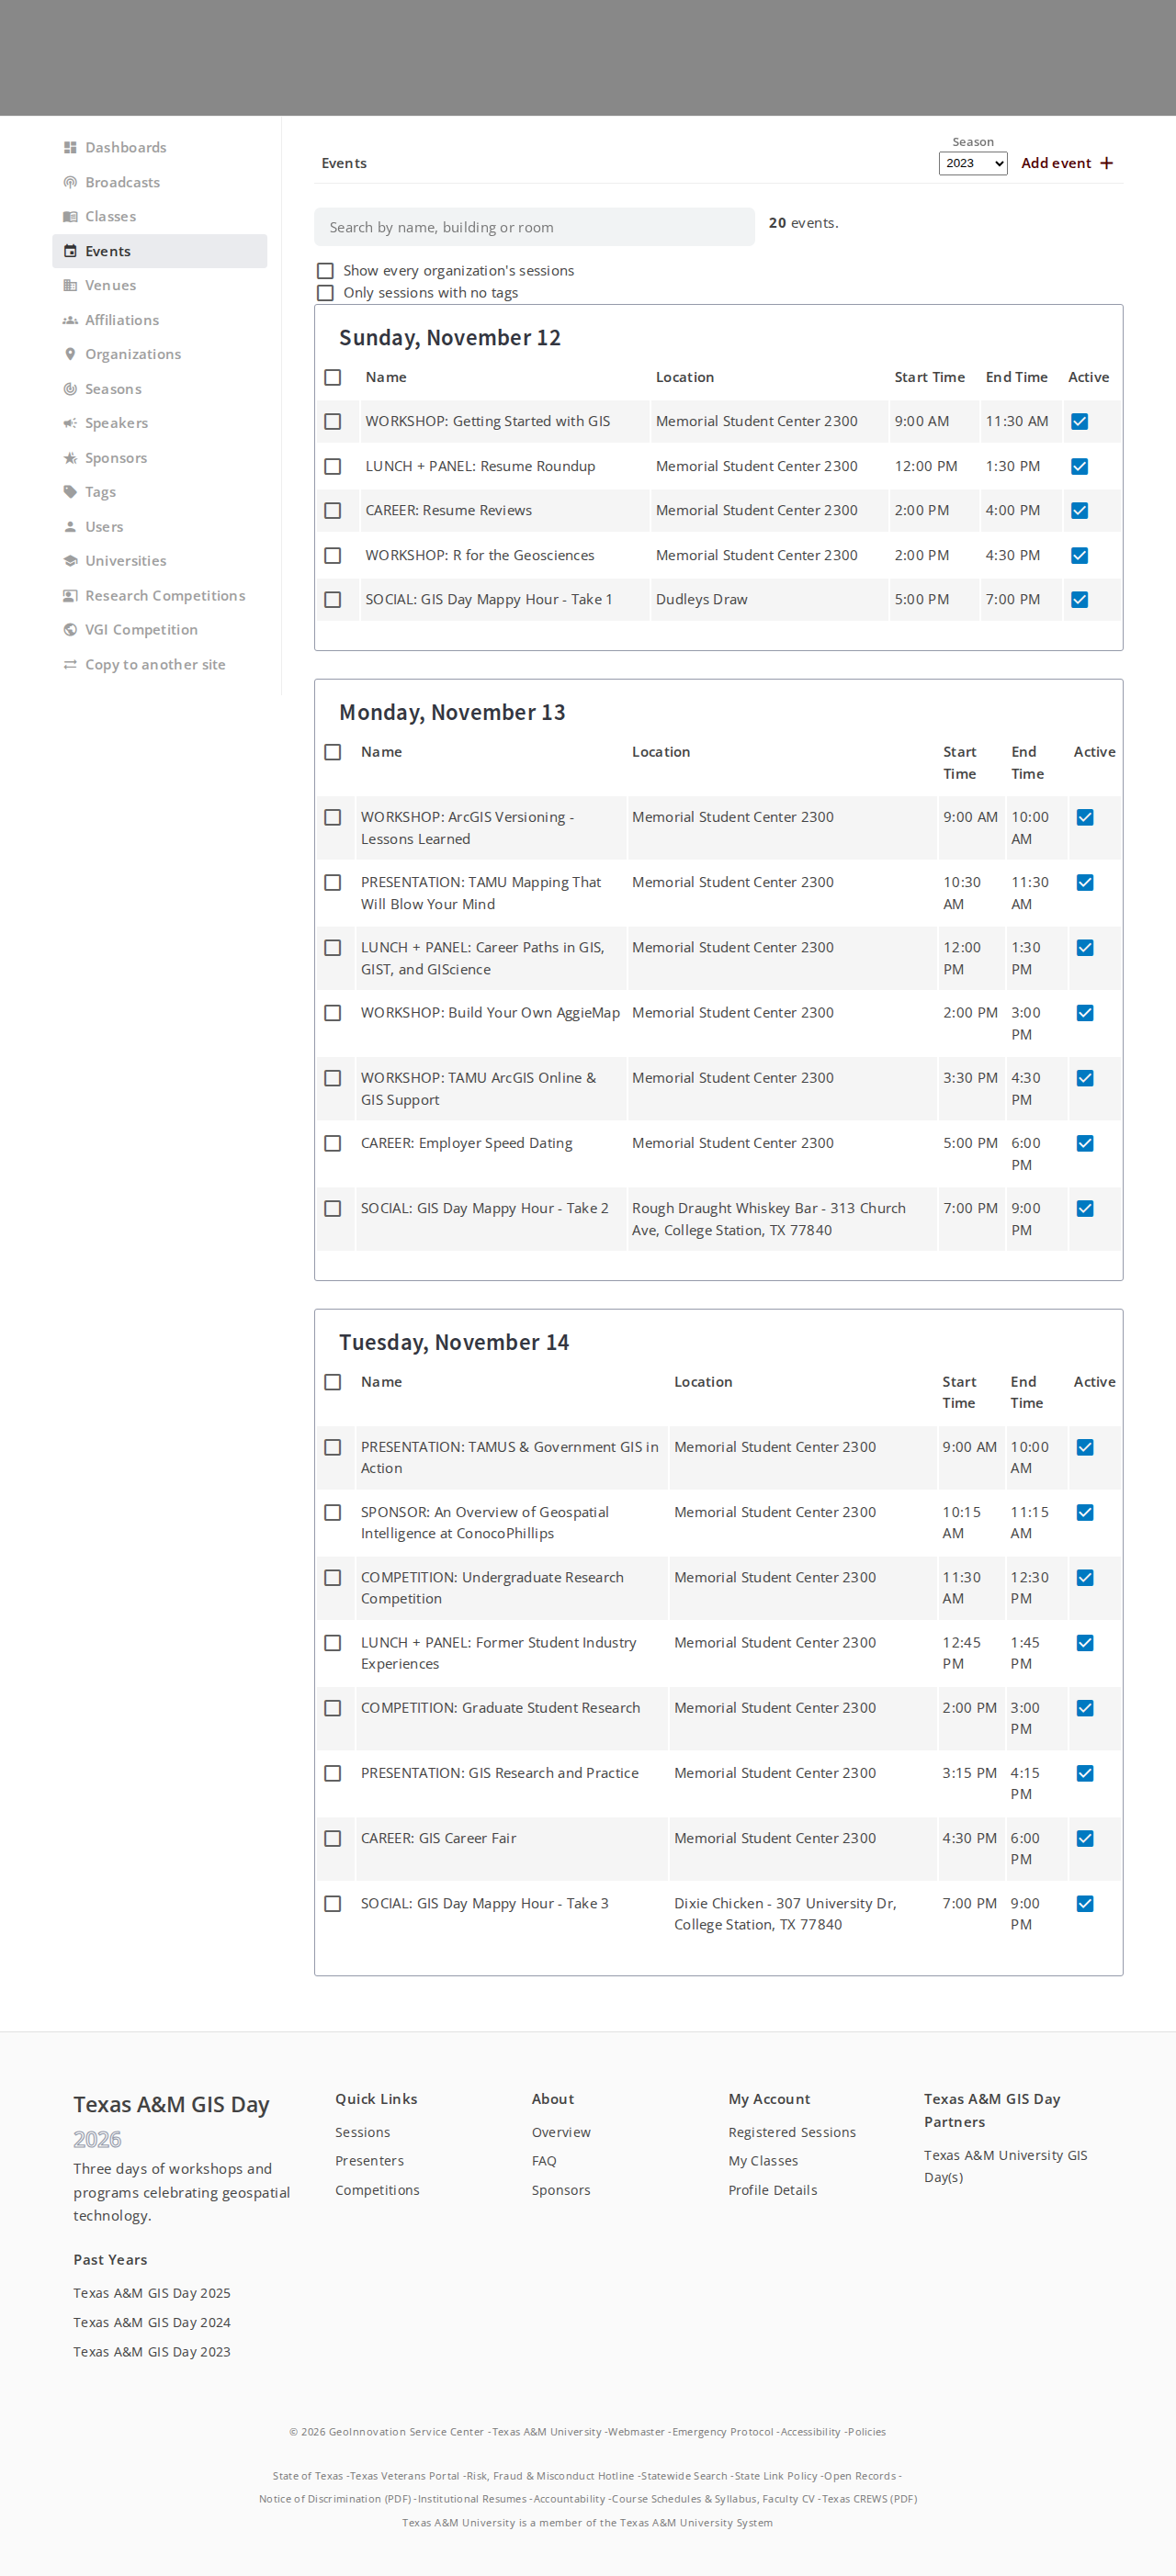 Dashboards
Broadcasts
Classes
Events
Venues
Affiliations
Organizations
Seasons
Speakers
Sponsors
Tags
Users
Universities
Research Competitions
VGI Competition
Copy to another site
Events
Season
2023
Add event
Search by name, building or room
20 events.
Show every organization's sessions
Only sessions with no tags
Sunday, November 12
Name Location Start Time End Time Active
WORKSHOP: Getting Started with GIS Memorial Student Center 2300 9:00 AM 11:30 AM
LUNCH + PANEL: Resume Roundup Memorial Student Center 2300 12:00 PM 1:30 PM
CAREER: Resume Reviews Memorial Student Center 2300 2:00 PM 4:00 PM
WORKSHOP: R for the Geosciences Memorial Student Center 2300 2:00 PM 4:30 PM
SOCIAL: GIS Day Mappy Hour - Take 1 Dudleys Draw 5:00 PM 7:00 PM
Monday, November 13
Name Location Start End Active
Time Time
WORKSHOP: ArcGIS Versioning - Memorial Student Center 2300 9:00 AM 10:00
Lessons Learned AM
PRESENTATION: TAMU Mapping That Memorial Student Center 2300 10:30 11:30
Will Blow Your Mind AM AM
LUNCH + PANEL: Career Paths in GIS, Memorial Student Center 2300 12:00 1:30
GIST, and GIScience PM PM
WORKSHOP: Build Your Own AggieMap Memorial Student Center 2300 2:00 PM 3:00
PM
WORKSHOP: TAMU ArcGIS Online & Memorial Student Center 2300 3:30 PM 4:30
GIS Support PM
CAREER: Employer Speed Dating Memorial Student Center 2300 5:00 PM 6:00
PM
SOCIAL: GIS Day Mappy Hour - Take 2 Rough Draught Whiskey Bar - 313 Church 7:00 PM 9:00
Ave, College Station, TX 77840 PM
Tuesday, November 14
Name Location Start End Active
Time Time
PRESENTATION: TAMUS & Government GIS in Memorial Student Center 2300 9:00 AM 10:00
Action AM
SPONSOR: An Overview of Geospatial Memorial Student Center 2300 10:15 11:15
Intelligence at ConocoPhillips AM AM
COMPETITION: Undergraduate Research Memorial Student Center 2300 11:30 12:30
Competition AM PM
LUNCH + PANEL: Former Student Industry Memorial Student Center 2300 12:45 1:45
Experiences PM PM
COMPETITION: Graduate Student Research Memorial Student Center 2300 2:00 PM 3:00
PM
PRESENTATION: GIS Research and Practice Memorial Student Center 2300 3:15 PM 4:15
PM
CAREER: GIS Career Fair Memorial Student Center 2300 4:30 PM 6:00
PM
SOCIAL: GIS Day Mappy Hour - Take 3 Dixie Chicken - 307 University Dr, 7:00 PM 9:00
College Station, TX 77840 PM
Texas A&M GIS Day
2026
Three days of workshops and
programs celebrating geospatial
technology.
Past Years
Texas A&M GIS Day 2025
Texas A&M GIS Day 2024
Texas A&M GIS Day 2023
Quick Links
Sessions
Presenters
Competitions
About
Overview
FAQ
Sponsors
My Account
Registered Sessions
My Classes
Profile Details
Texas A&M GIS Day
Partners
Texas A&M University GIS
Day(s)
© 2026 GeoInnovation Service Center -Texas A&M University -Webmaster -Emergency Protocol -Accessibility -Policies
State of Texas -Texas Veterans Portal -Risk, Fraud & Misconduct Hotline -Statewide Search -State Link Policy -Open Records -
Notice of Discrimination (PDF) -Institutional Resumes -Accountability -Course Schedules & Syllabus, Faculty CV -Texas CREWS (PDF)
Texas A&M University is a member of the Texas A&M University System